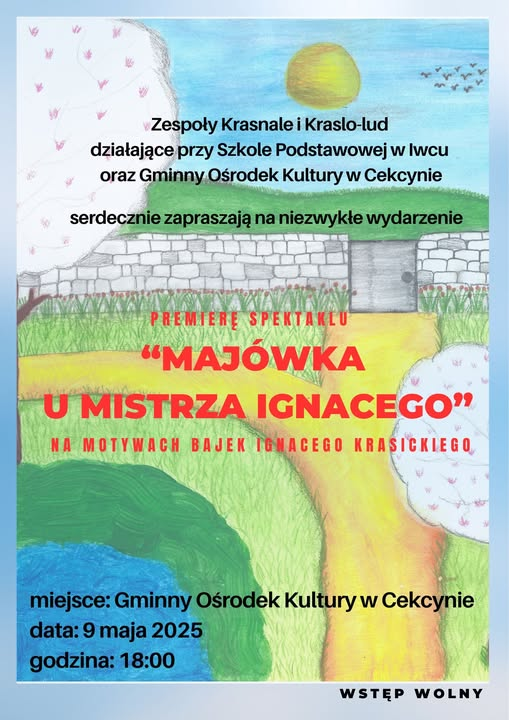 Zespoły Krasnale i Kraslo-lud
działające przy Szkole Podstawowej w Iwcu
oraz Gminny Ośrodek Kultury w Cekcynie
serdecznie zapraszają na niezwykłe wydarzenie
PREMIERĘ SPEKTAKLU
“MAJÓWKA
U MISTRZA IGNACEGO”
NA MOTYWACH BAJEK IGNACEGO KRASICKIEGO
miejsce: Gminny Ośrodek Kultury w Cekcynie
data: 9 maja 2025
godzina: 18:00
WSTĘP WOLNY